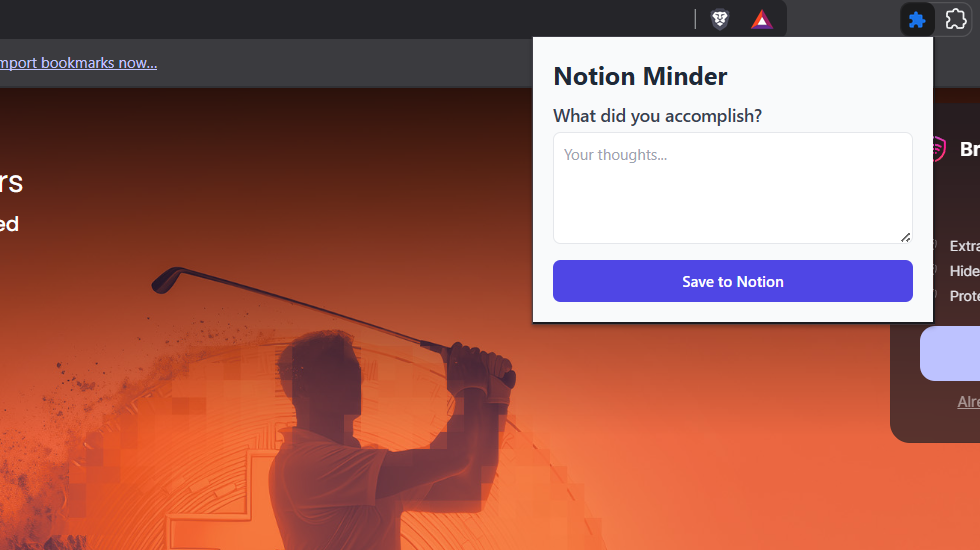 import bookmarks now...
Notion Minder
What did you accomplish?
Your thoughts...
Save to Notion
rs
ed
Br
Extra
Hide
Prote
Alre